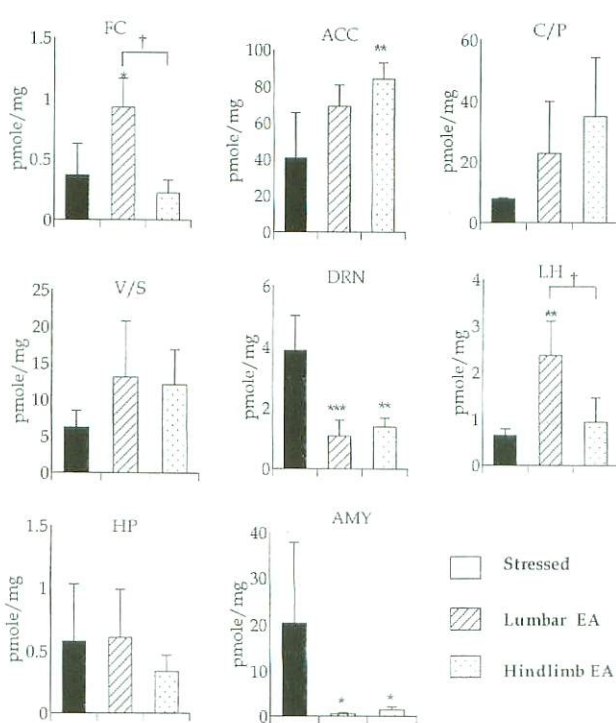 FC
†
*
1.5
1
0.5
0
pmole/mg
ACC
**
100
80
60
40
20
0
pmole/mg
C/P
60
40
20
0
pmole/mg
V/S
25
20
15
10
5
0
pmole/mg
DRN
***
**
6
4
2
0
pmole/mg
LH
†
**
4
3
2
1
0
pmole/mg
HP
1.5
1
0.5
0
pmole/mg
AMY
*
*
40
30
20
10
0
pmole/mg
Stressed
Lumbar EA
Hindlimb EA